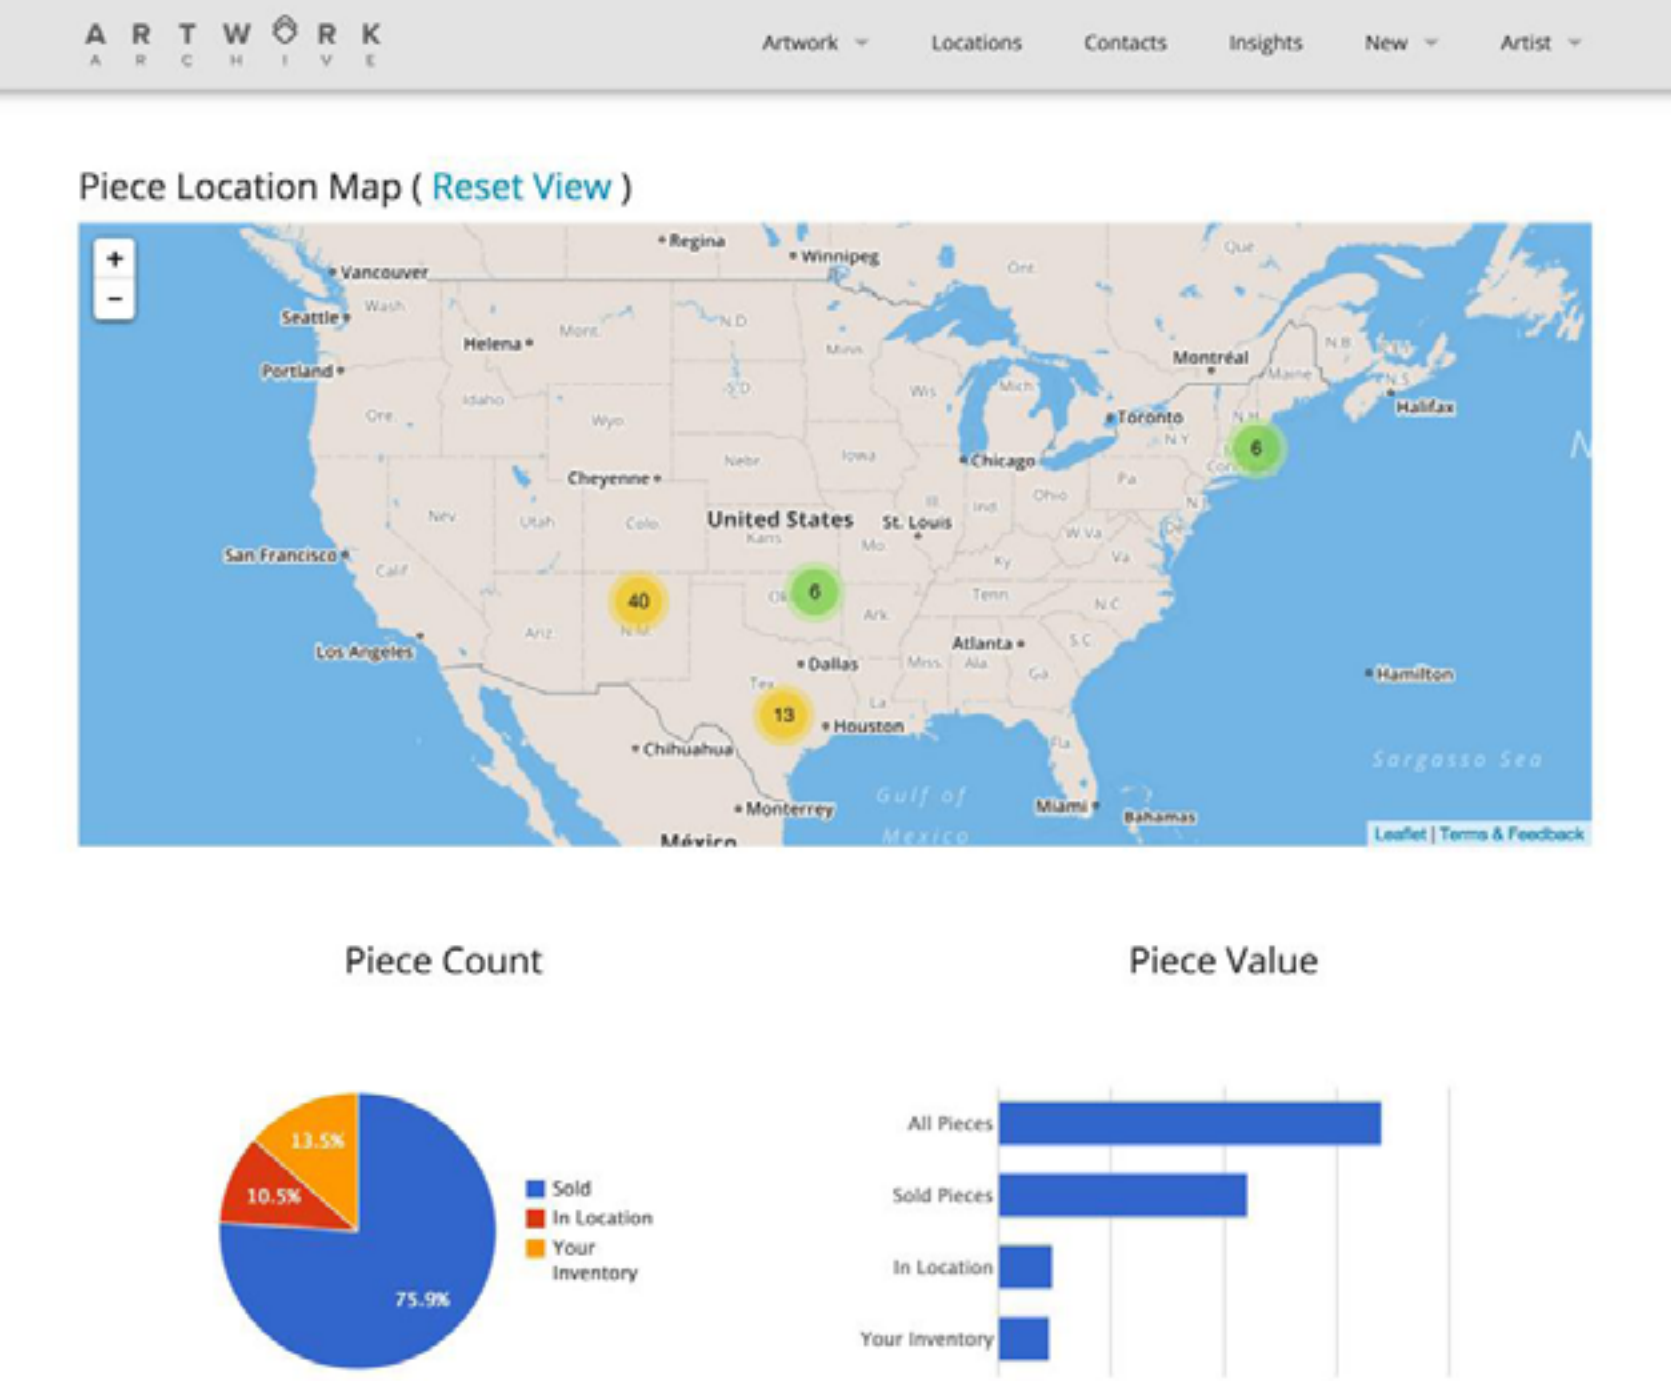 ARTWORK
ARCHIVE
Artwork
Locations
Contacts
Insights
New
Artist
Piece Location Map ( Reset View )
+
−
Regina
Winnipeg
Vancouver
Ont.
Que
Wash.
Seattle
Helena
Mont.
N.D.
Minn.
Montréal
N.B.
Maine
N.S.
Halifax
Portland
Ore.
Idaho
Wyo.
S.D.
Wis.
Mich.
Toronto
N.Y.
N.H.
6
Cheyenne
Nebr.
Iowa
Chicago
Pa.
N.J.
Nev.
Utah
Colo.
United States
Kans.
St. Louis
Ill.
Ind.
Ohio
W.Va.
Va.
De
San Francisco
Calif.
Mo.
Ky.
40
6
Ark.
Tenn.
N.C.
Ariz.
N.M.
Los Angeles
Dallas
Miss.
Ala.
Atlanta
Ga.
S.C.
Hamilton
Tex.
13
Houston
La.
Chihuahua
Fla.
Sargasso Sea
Monterrey
Gulf of
Mexico
Miami
Bahamas
México
Leaflet | Terms & Feedback
Piece Count
Piece Value
13.5%
10.5%
75.9%
Sold
In Location
Your
Inventory
All Pieces
Sold Pieces
In Location
Your Inventory